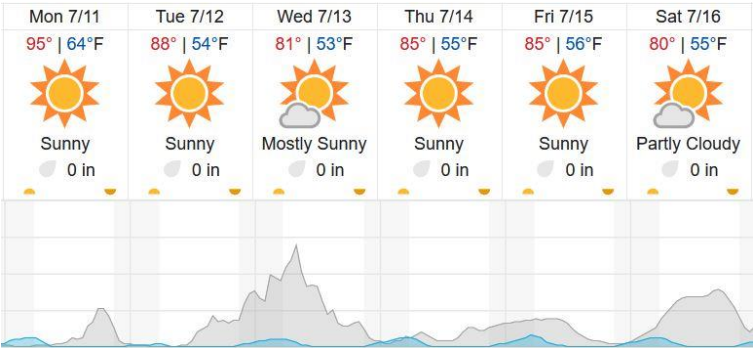 Mon 7/11 Tue 7/12 Wed 7/13 Thu 7/14 Fri 7/15 Sat 7/16
95° | 64°F 88° | 54°F 81° | 53°F 85° | 55°F 85° | 56°F 80° | 55°F
Sunny Sunny Mostly Sunny Sunny Sunny Partly Cloudy
0 in 0 in 0 in 0 in 0 in 0 in